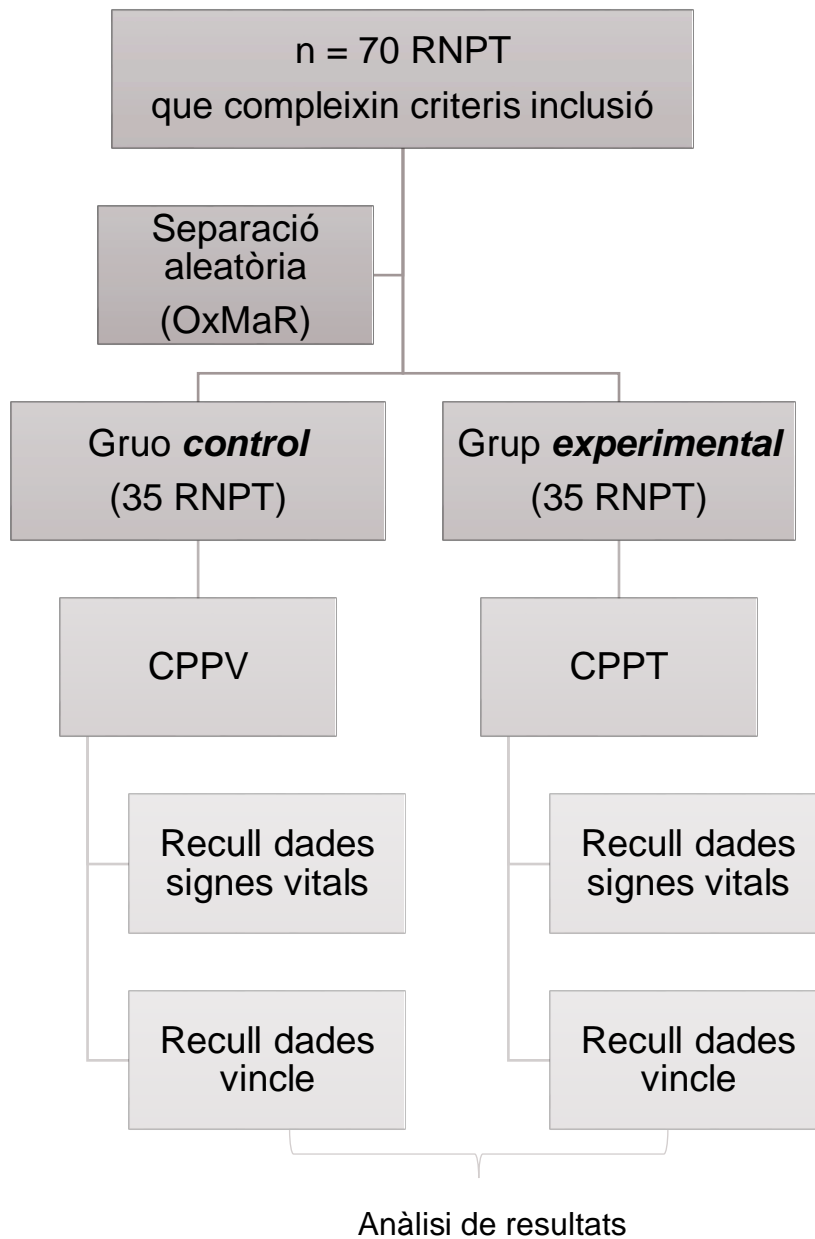 n = 70 RNPT
que compleixin criteris inclusió
Separació
aleatòria
(OxMaR)
Gruo control
(35 RNPT)
Grup experimental
(35 RNPT)
CPPV
CPPT
Recull dades
signes vitals
Recull dades
signes vitals
Recull dades
vincle
Recull dades
vincle
Anàlisi de resultats